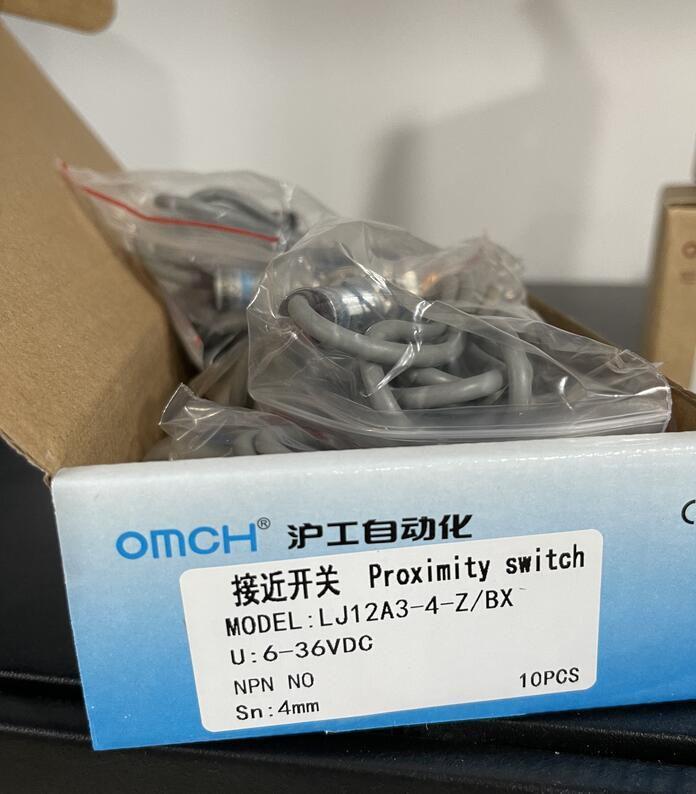 OMCH® 沪工自动化
接近开关 Proximity switch
MODEL:LJ12A3-4-Z/BX
U:6-36VDC
NPN NO 10PCS
Sn:4mm